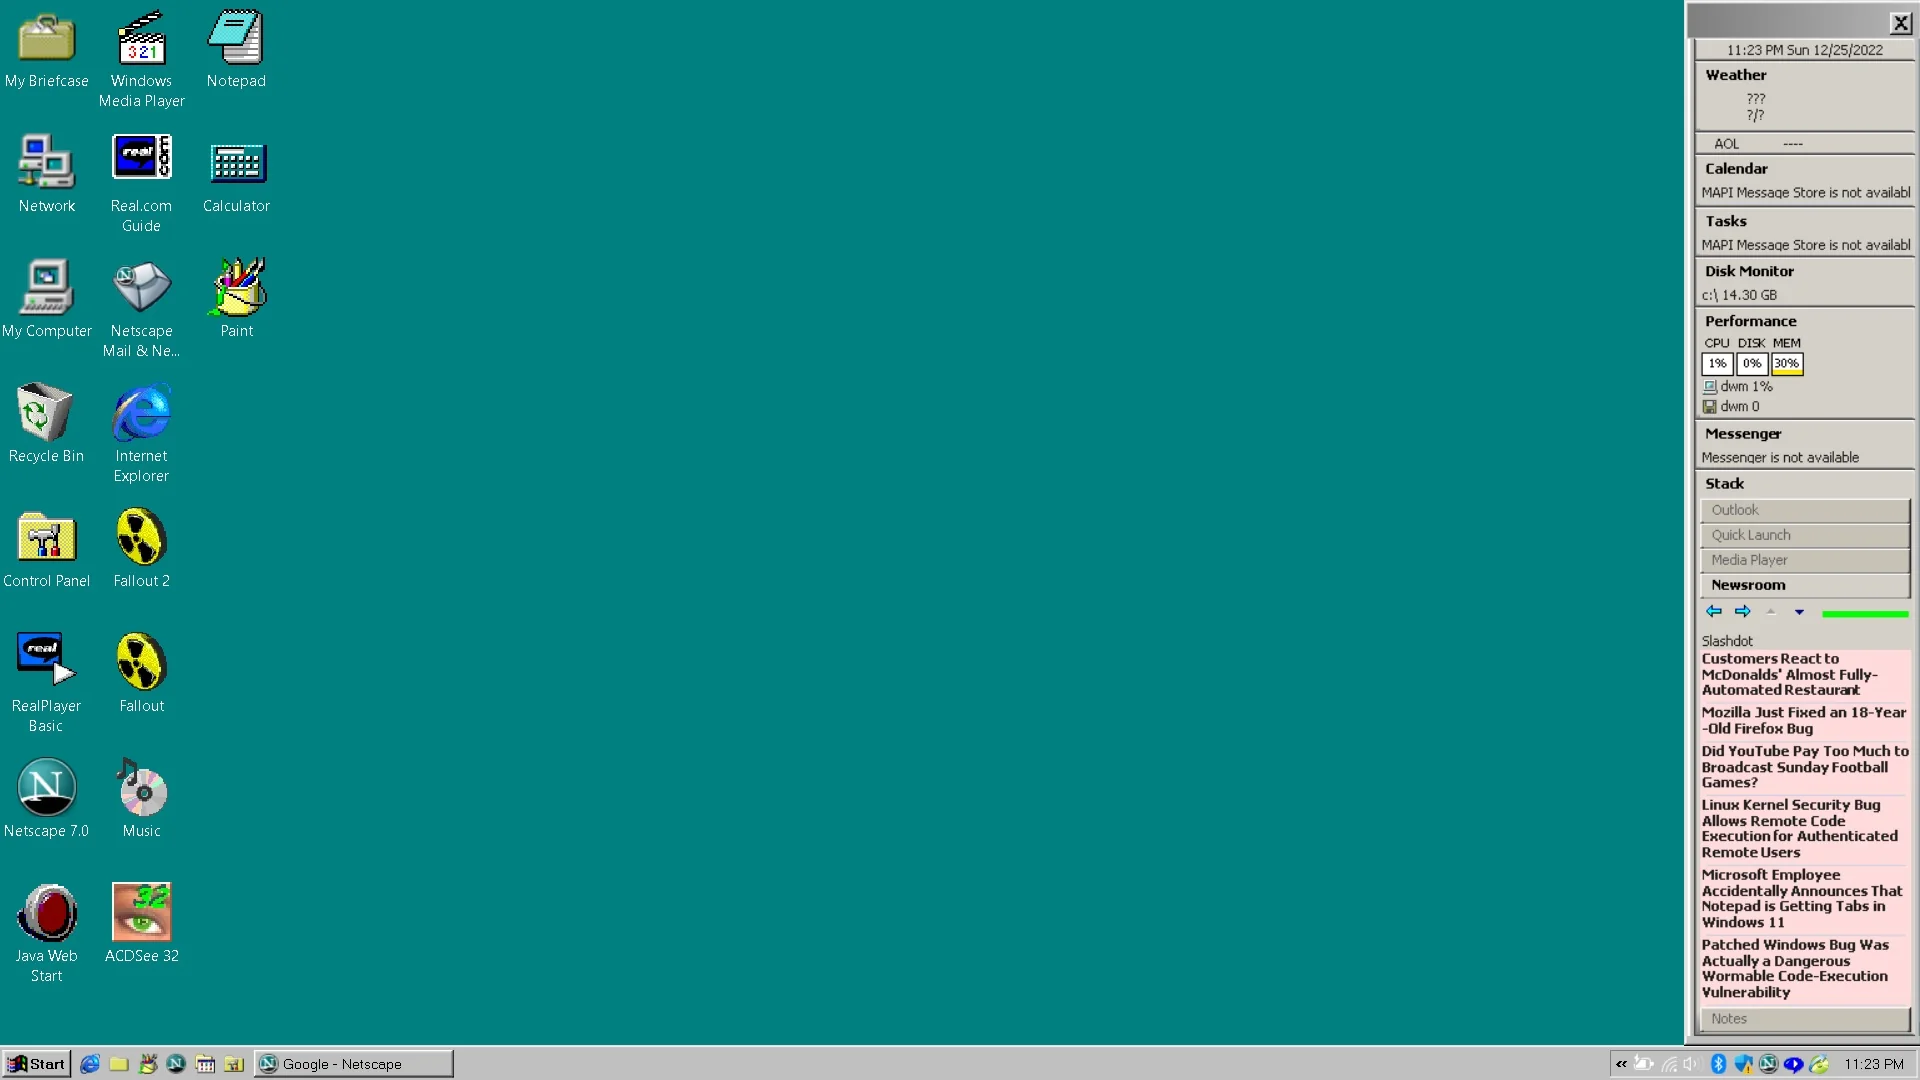 My Briefcase
Windows
Media Player
Notepad
Network
Real.com
Guide
Calculator
My Computer
Netscape
Mail & Ne...
Paint
Recycle Bin
Internet
Explorer
Control Panel
Fallout 2
RealPlayer
Basic
Fallout
Netscape 7.0
Music
Java Web
Start
ACDSee 32
321
real
real
N
N
32
X
11:23 PM Sun 12/25/2022
Weather
???
?/?
AOL ----
Calendar
MAPI Message Store is not availabl
Tasks
MAPI Message Store is not availabl
Disk Monitor
c:\ 14.30 GB
Performance
CPU DISK MEM
1% 0% 30%
dwm 1%
dwm 0
Messenger
Messenger is not available
Stack
Outlook
Quick Launch
Media Player
Newsroom
Slashdot
Customers React to
McDonalds' Almost Fully-
Automated Restaurant
Mozilla Just Fixed an 18-Year
-Old Firefox Bug
Did YouTube Pay Too Much to
Broadcast Sunday Football
Games?
Linux Kernel Security Bug
Allows Remote Code
Execution for Authenticated
Remote Users
Microsoft Employee
Accidentally Announces That
Notepad is Getting Tabs in
Windows 11
Patched Windows Bug Was
Actually a Dangerous
Wormable Code-Execution
Vulnerability
Notes
Start
Google - Netscape
«
11:23 PM